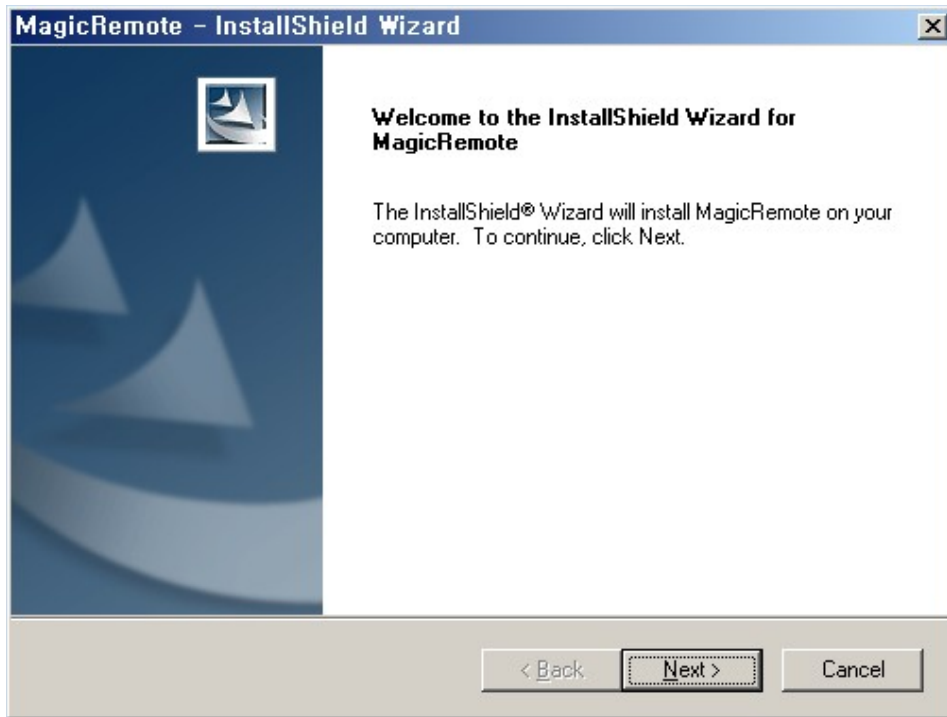 MagicRemote - InstallShield Wizard
Welcome to the InstallShield Wizard for
MagicRemote
The InstallShield® Wizard will install MagicRemote on your
computer. To continue, click Next.
< Back
Next >
Cancel